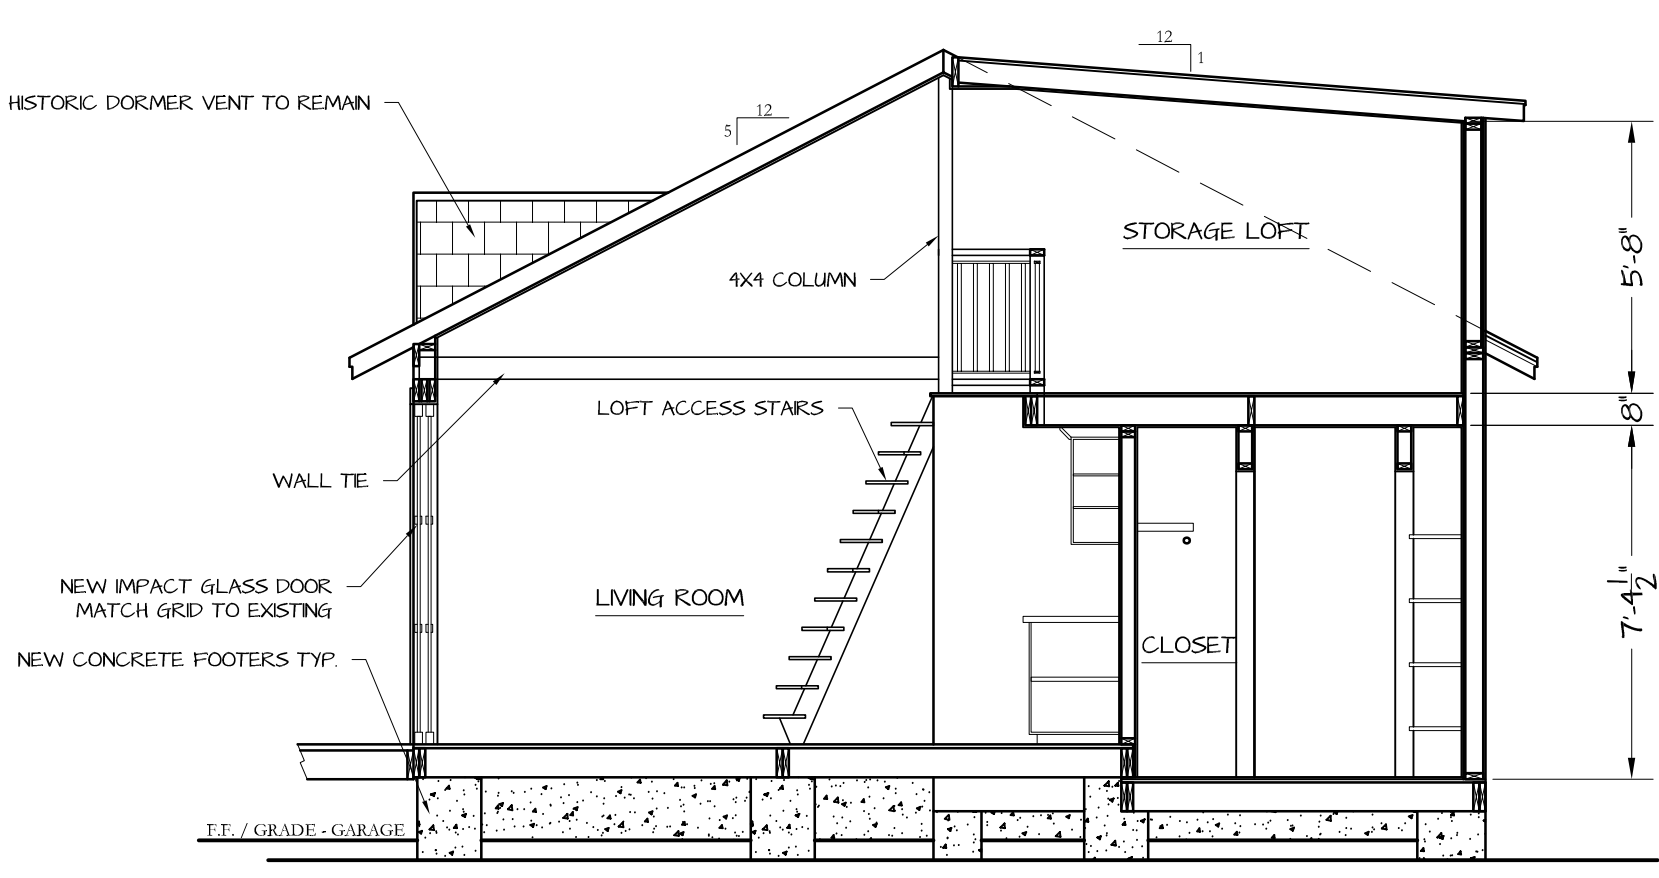 12
1
HISTORIC DORMER VENT TO REMAIN
12
5
STORAGE LOFT
5'-8"
4X4 COLUMN
LOFT ACCESS STAIRS
8"
WALL TIE
NEW IMPACT GLASS DOOR
MATCH GRID TO EXISTING
LIVING ROOM
7'-4 1/2"
CLOSET
NEW CONCRETE FOOTERS TYP.
F.F. / GRADE - GARAGE